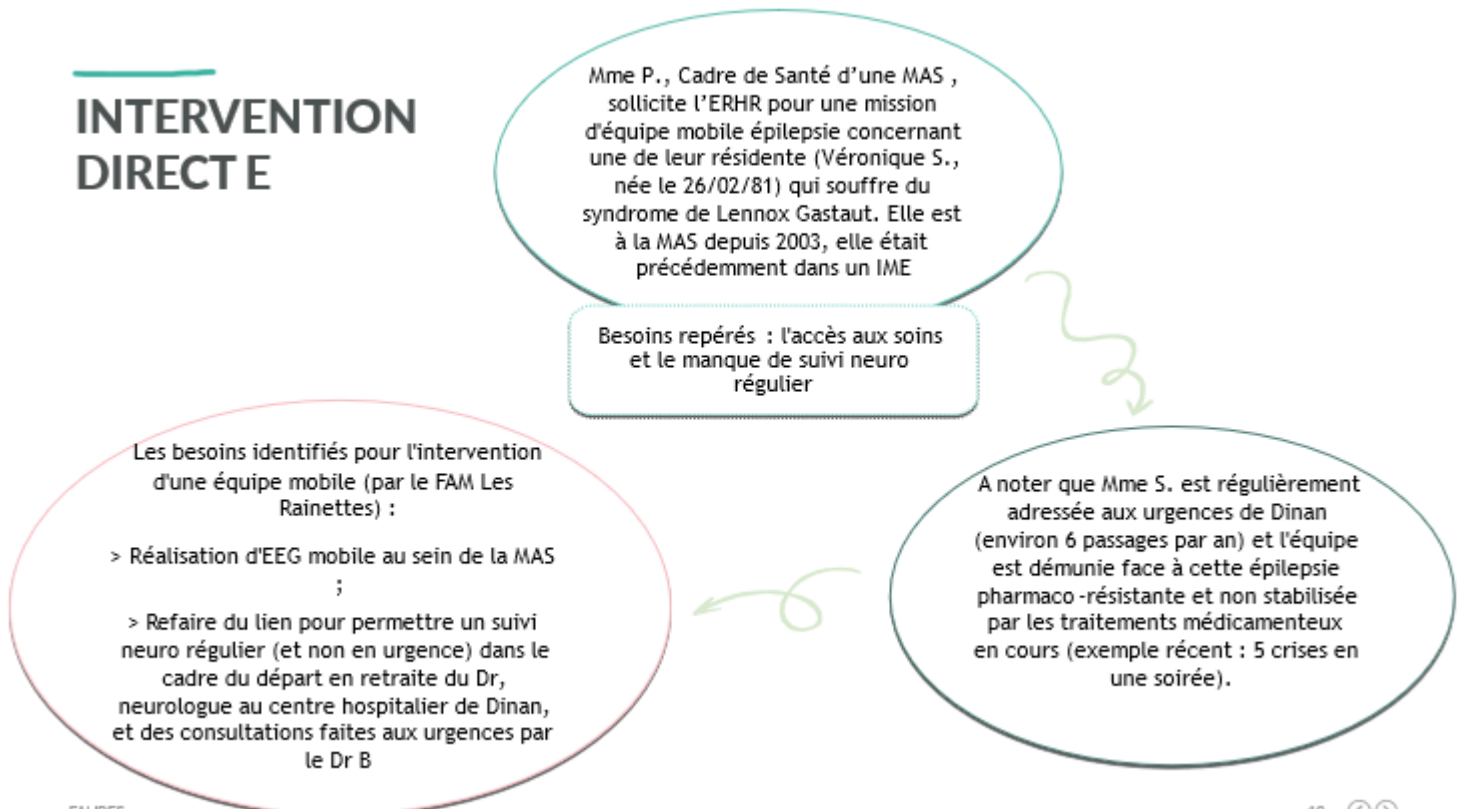 INTERVENTION
DIRECT E
Mme P., Cadre de Santé d’une MAS ,
sollicite l’ERHR pour une mission
d'équipe mobile épilepsie concernant
une de leur résidente (Véronique S.,
née le 26/02/81) qui souffre du
syndrome de Lennox Gastaut. Elle est
à la MAS depuis 2003, elle était
précédemment dans un IME
Besoins repérés : l'accès aux soins
et le manque de suivi neuro
régulier
A noter que Mme S. est régulièrement
adressée aux urgences de Dinan
(environ 6 passages par an) et l'équipe
est démunie face à cette épilepsie
pharmaco -résistante et non stabilisée
par les traitements médicamenteux
en cours (exemple récent : 5 crises en
une soirée).
Les besoins identifiés pour l'intervention
d'une équipe mobile (par le FAM Les
Rainettes) :
> Réalisation d'EEG mobile au sein de la MAS
;
> Refaire du lien pour permettre un suivi
neuro régulier (et non en urgence) dans le
cadre du départ en retraite du Dr,
neurologue au centre hospitalier de Dinan,
et des consultations faites aux urgences par
le Dr B